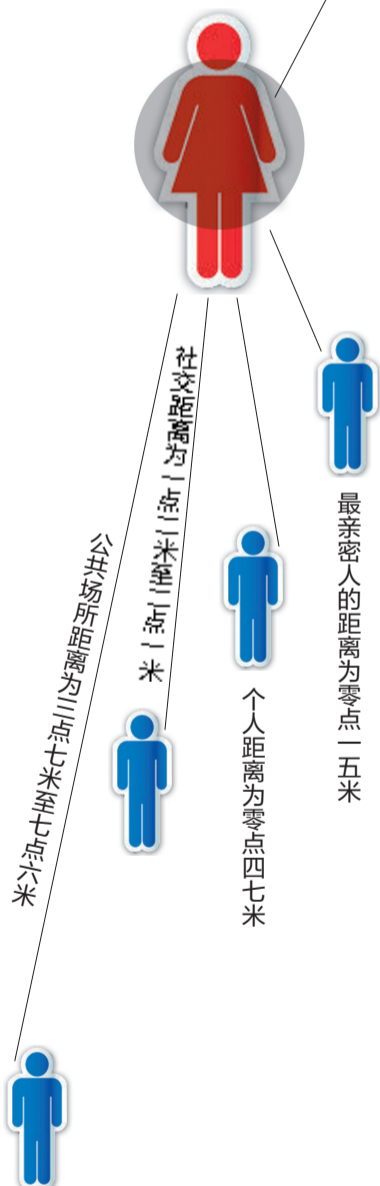 最亲密人的距离为零点一五米
个人距离为零点四七米
社交距离为一点二米至二点一米
公共场所距离为三点七米至七点六米